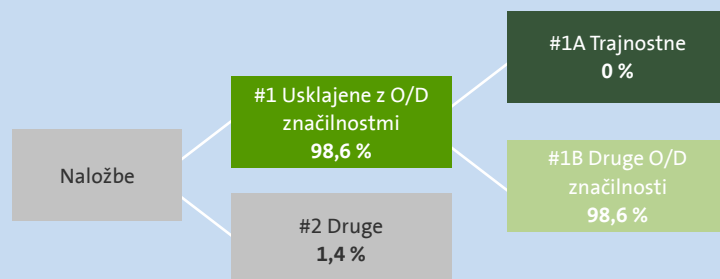 Naložbe
#1 Usklajene z O/D
značilnostmi
98,6 %
#2 Druge
1,4 %
#1A Trajnostne
0 %
#1B Druge O/D
značilnosti
98,6 %